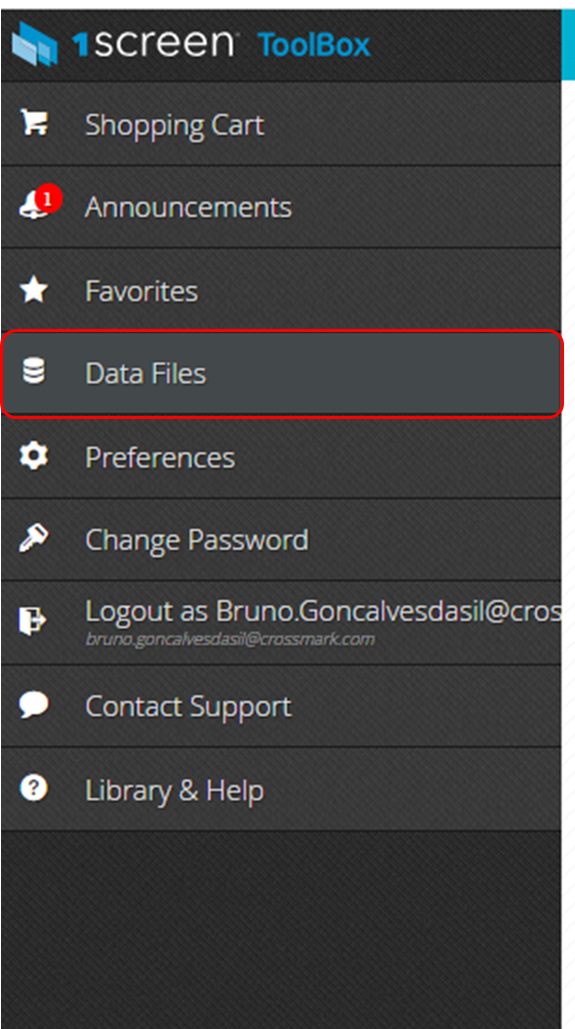 1screen ToolBox
Shopping Cart
1
Announcements
Favorites
Data Files
Preferences
Change Password
Logout as Bruno.Goncalvesdasil@cros
bruno.goncalvesdasil@crossmark.com
Contact Support
Library & Help